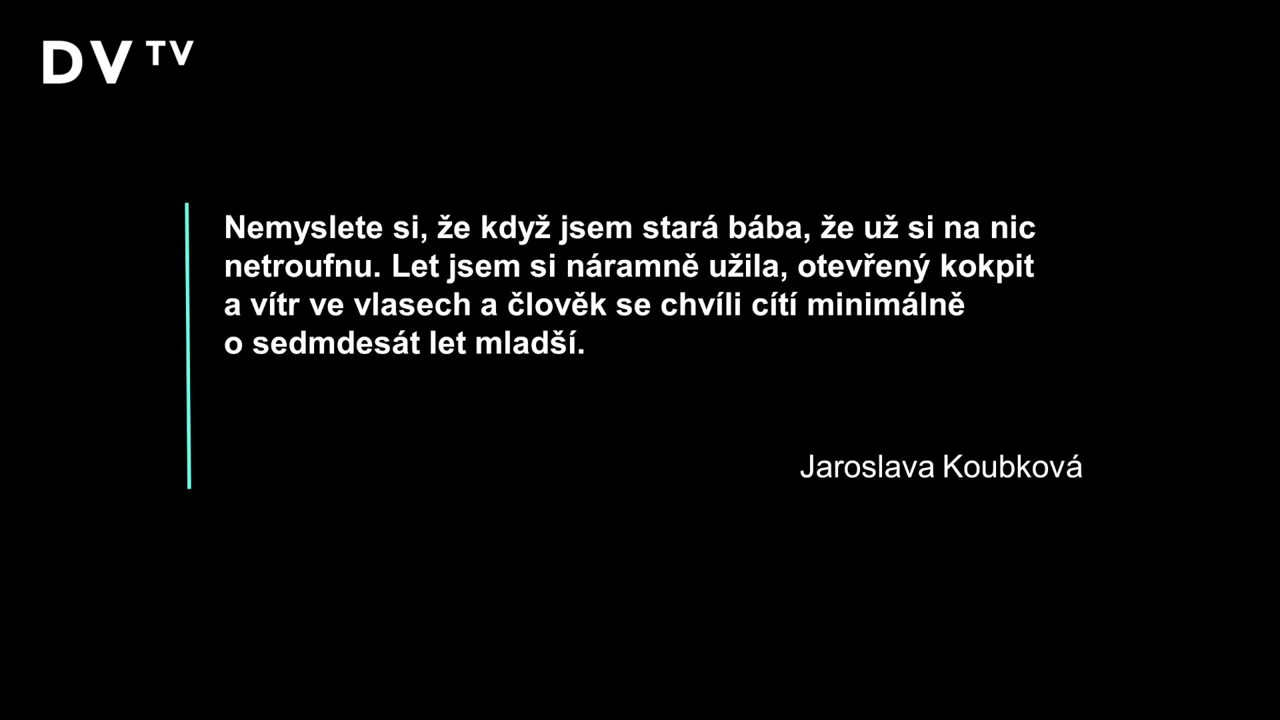 DV TV
Nemyslete si, že když jsem stará bába, že už si na nic
netroufnu. Let jsem si náramně užila, otevřený kokpit
a vítr ve vlasech a člověk se chvíli cítí minimálně
o sedmdesát let mladší.
Jaroslava Koubková